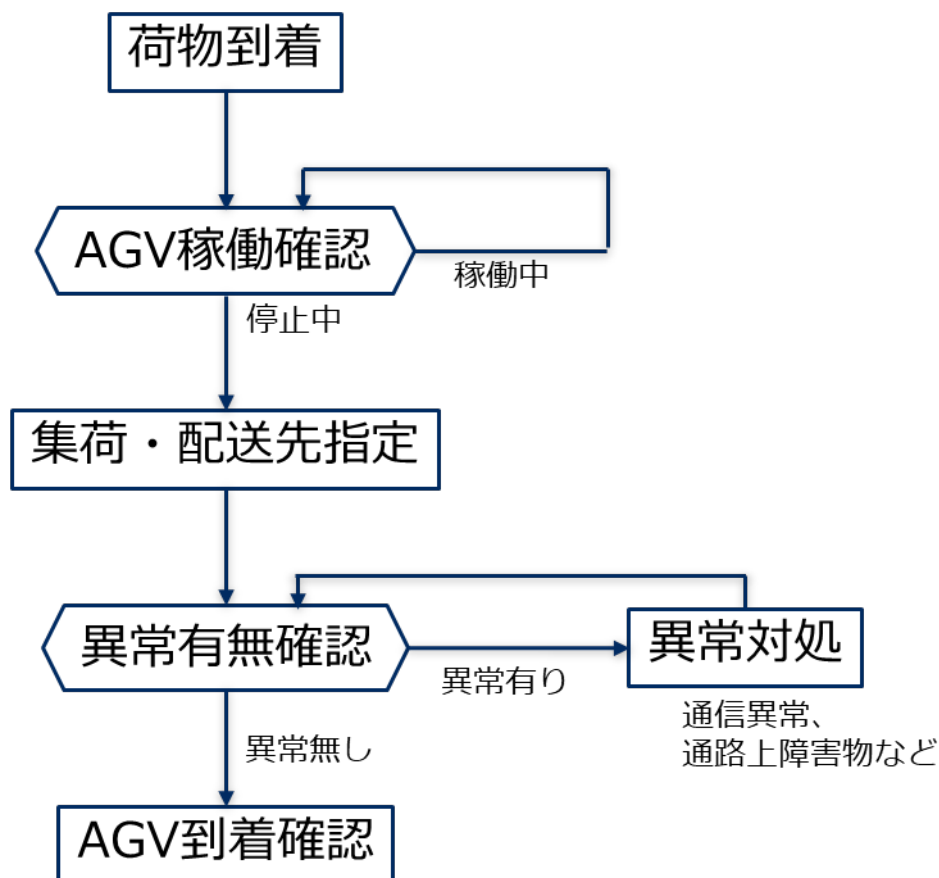 荷物到着
AGV稼働確認
稼働中
停止中
集荷・配送先指定
異常有無確認
異常有り
異常対処
通信異常、
通路上障害物など
異常無し
AGV到着確認